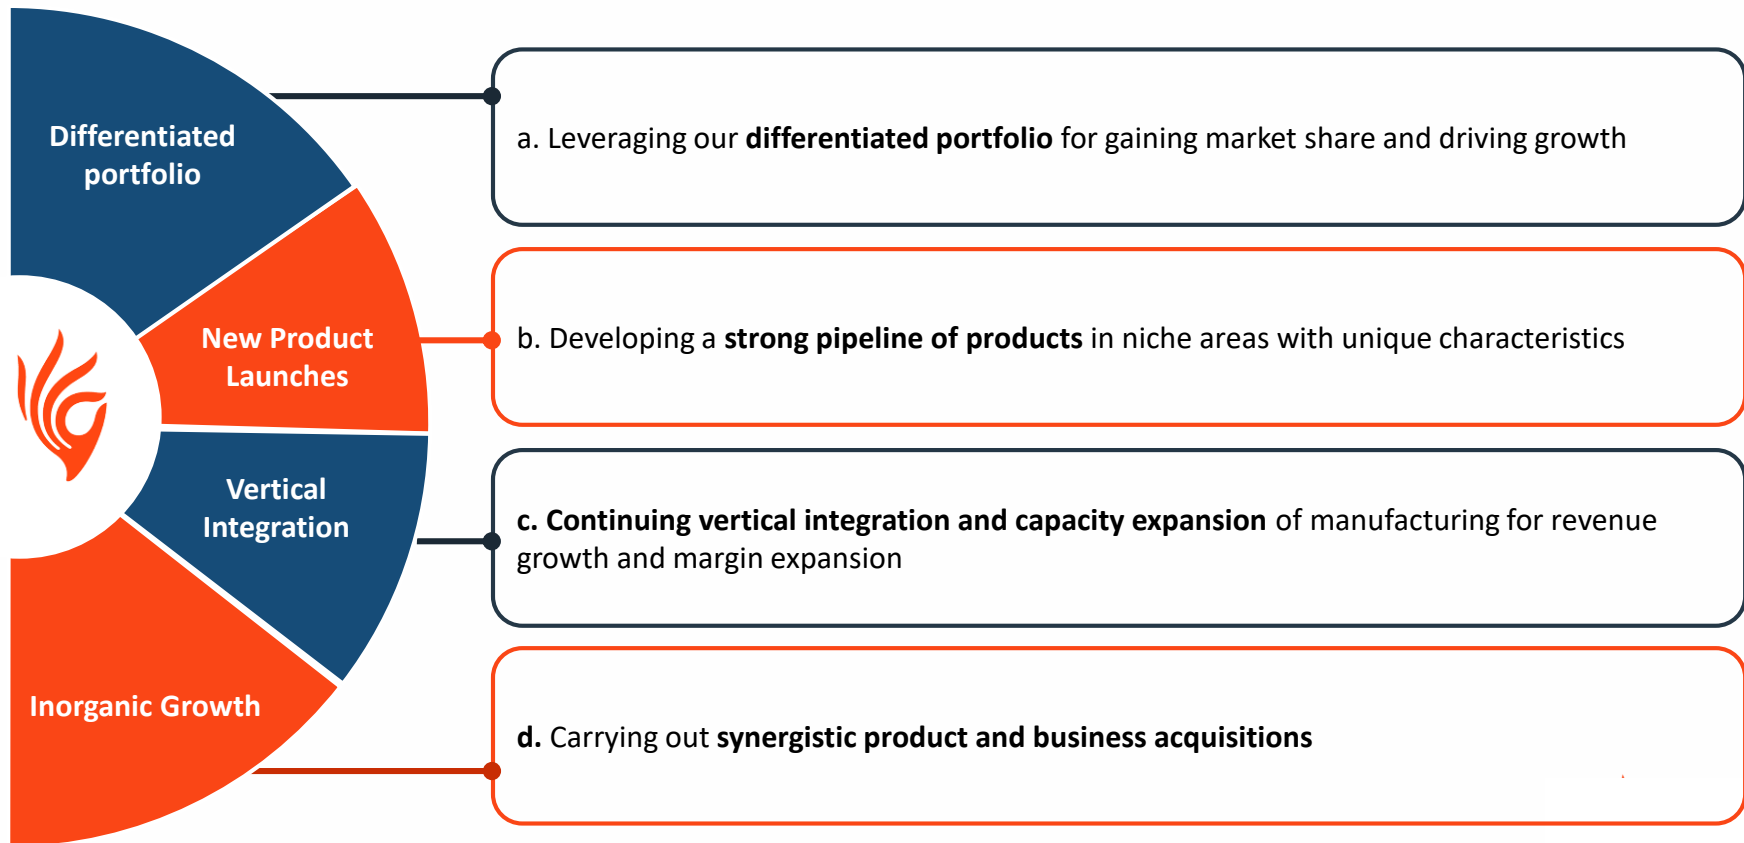 Differentiated
portfolio
a. Leveraging our differentiated portfolio for gaining market share and driving growth
New Product
Launches
b. Developing a strong pipeline of products in niche areas with unique characteristics
Vertical
Integration
c. Continuing vertical integration and capacity expansion of manufacturing for revenue
growth and margin expansion
Inorganic Growth
d. Carrying out synergistic product and business acquisitions